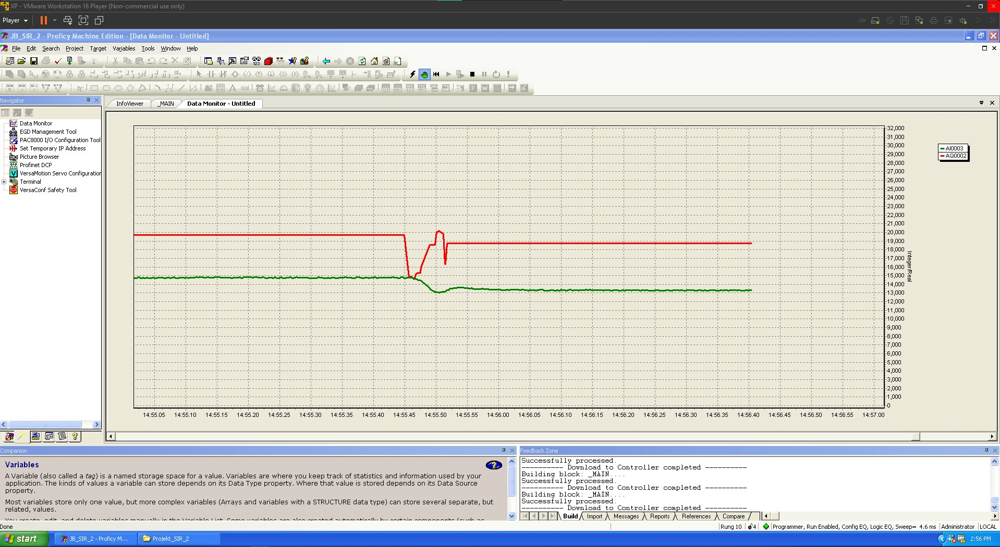 XP - VMware Workstation 16 Player (Non-commercial use only)
Player
JB_SIR_2 - Proficy Machine Edition - [Data Monitor - Untitled]
File Edit Search Project Target Variables Tools Window Help
Navigator
InfoViewer _MAIN Data Monitor - Untitled
Data Monitor
EGD Management Tool
PAC8000 I/O Configuration Tool
Set Temporary IP Address
Picture Browser
Profinet DCP
VersaMotion Servo Configuration
Terminal
VersaConf Safety Tool
32,000
31,000
30,000
29,000
28,000
27,000
26,000
25,000
24,000
23,000
22,000
21,000
20,000
19,000
18,000
17,000
16,000
15,000
14,000
13,000
12,000
11,000
10,000
9,000
8,000
7,000
6,000
5,000
4,000
3,000
2,000
1,000
0
Integer/Real
AI0003
AQ0002
14:55.05 14:55.10 14:55.15 14:55.20 14:55.25 14:55.30 14:55.35 14:55.40 14:55.45 14:55.50 14:55.55 14:56.00 14:56.05 14:56.10 14:56.15 14:56.20 14:56.25 14:56.30 14:56.35 14:56.40 14:56.45 14:56.50 14:56.55 14:57.00
Companion
Variables
A Variable (also called a tag) is a named storage space for a value. Variables are where you keep track of statistics and information used by your
application. The kinds of values a variable can store depends on its Data Type property. Where that value is stored depends on its Data Source
property.
Most variables store only one value, but more complex variables (Arrays and variables with a STRUCTURE data type) can store several separate, but
related, values.
Feedback Zone
Successfully processed.
---------- Download to Controller completed ----------
Building block: _MAIN....
Successfully processed.
---------- Download to Controller completed ----------
Building block: _MAIN....
Successfully processed.
---------- Download to Controller completed ----------
Build Import Messages Reports References Compare
Done
Rung 10 4 Programmer, Run Enabled, Config EQ, Logic EQ, Sweep= 4.6 ms Administrator LOCAL
start JB_SIR_2 - Proficy M... Projekt_SIR_2 2:56 PM